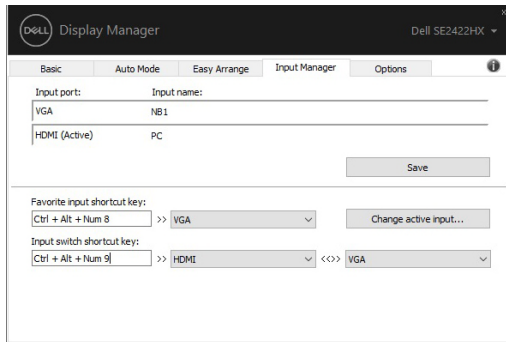 DELL Display Manager Dell SE2422HX
Basic Auto Mode Easy Arrange Input Manager Options
Input port: Input name:
VGA NB1
HDMI (Active) PC
Save
Favorite input shortcut key:
Ctrl + Alt + Num 8 >> VGA Change active input...
Input switch shortcut key:
Ctrl + Alt + Num 9 >> HDMI <<>> VGA